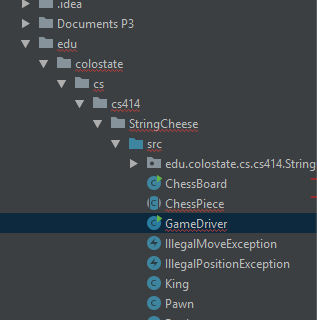 .idea
Documents P3
edu
colostate
cs
cs414
StringCheese
src
edu.colostate.cs.cs414.String
ChessBoard
ChessPiece
GameDriver
IllegalMoveException
IllegalPositionException
King
Pawn